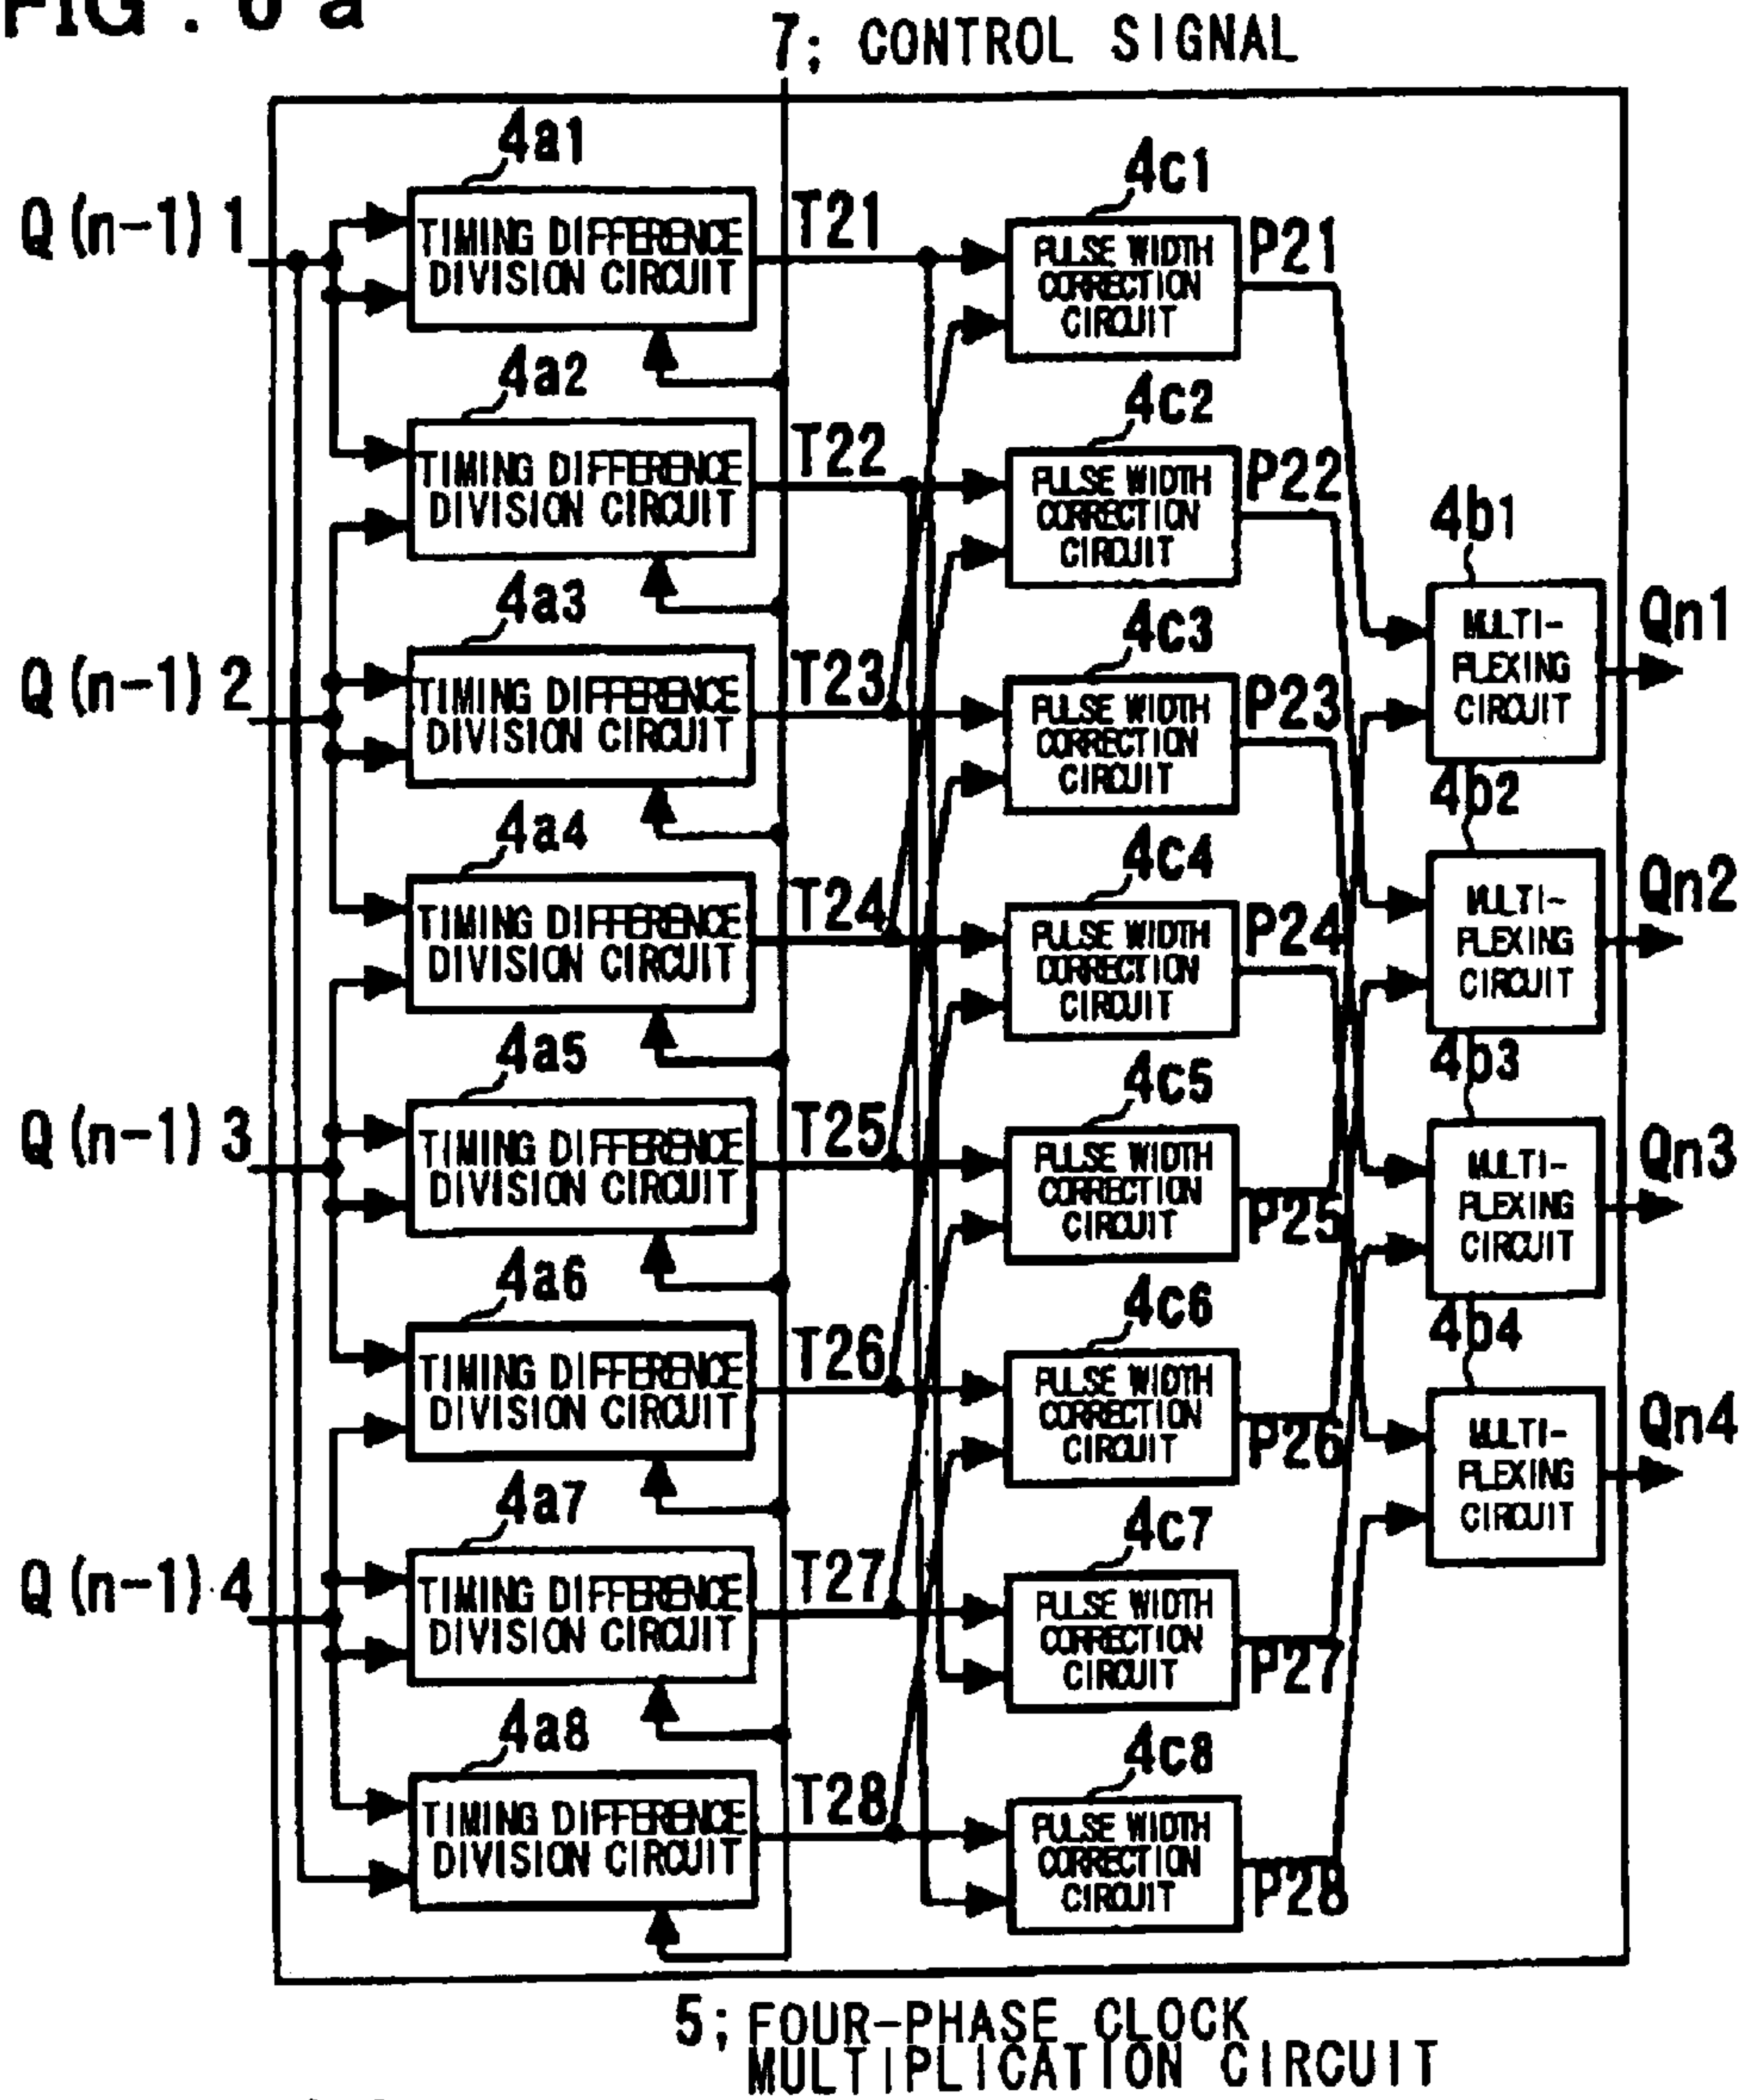 FIG. 6 a
7; CONTROL SIGNAL
4a1
Q(n-1)1
TIMING DIFFERENCE
DIVISION CIRCUIT
T21
4c1
PULSE WIDTH
CORRECTION
CIRCUIT
P21
4a2
TIMING DIFFERENCE
DIVISION CIRCUIT
T22
4c2
PULSE WIDTH
CORRECTION
CIRCUIT
P22
4b1
MULTI-
PLEXING
CIRCUIT
Qn1
4a3
Q(n-1)2
TIMING DIFFERENCE
DIVISION CIRCUIT
T23
4c3
PULSE WIDTH
CORRECTION
CIRCUIT
P23
4b2
MULTI-
PLEXING
CIRCUIT
Qn2
4a4
TIMING DIFFERENCE
DIVISION CIRCUIT
T24
4c4
PULSE WIDTH
CORRECTION
CIRCUIT
P24
4b3
MULTI-
PLEXING
CIRCUIT
Qn3
4a5
Q(n-1)3
TIMING DIFFERENCE
DIVISION CIRCUIT
T25
4c5
PULSE WIDTH
CORRECTION
CIRCUIT
P25
4a6
TIMING DIFFERENCE
DIVISION CIRCUIT
T26
4c6
PULSE WIDTH
CORRECTION
CIRCUIT
P26
4b4
MULTI-
PLEXING
CIRCUIT
Qn4
4a7
Q(n-1)4
TIMING DIFFERENCE
DIVISION CIRCUIT
T27
4c7
PULSE WIDTH
CORRECTION
CIRCUIT
P27
4a8
TIMING DIFFERENCE
DIVISION CIRCUIT
T28
4c8
PULSE WIDTH
CORRECTION
CIRCUIT
P28
5; FOUR-PHASE CLOCK
MULTIPLICATION CIRCUIT